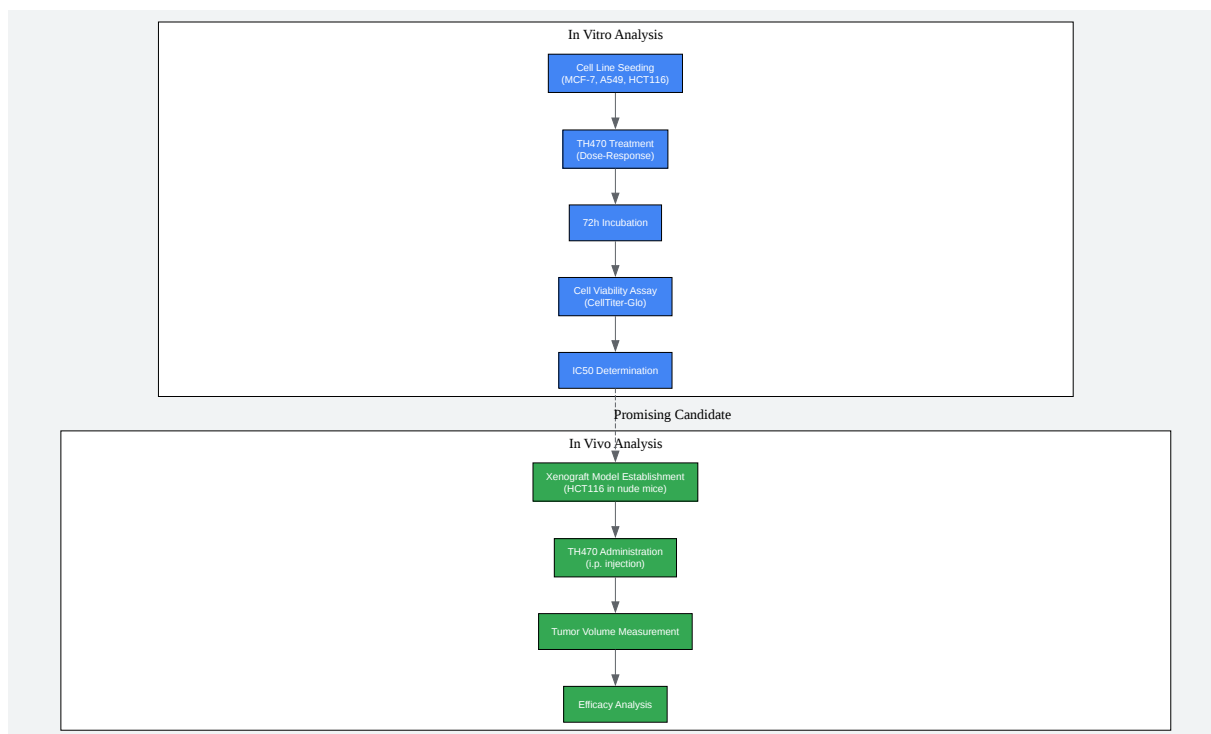 In Vitro Analysis
Cell Line Seeding
(MCF-7, A549, HCT116)
TH470 Treatment
(Dose-Response)
72h Incubation
Cell Viability Assay
(CellTiter-Glo)
IC50 Determination
Promising Candidate
In Vivo Analysis
Xenograft Model Establishment
(HCT116 in nude mice)
TH470 Administration
(i.p. injection)
Tumor Volume Measurement
Efficacy Analysis